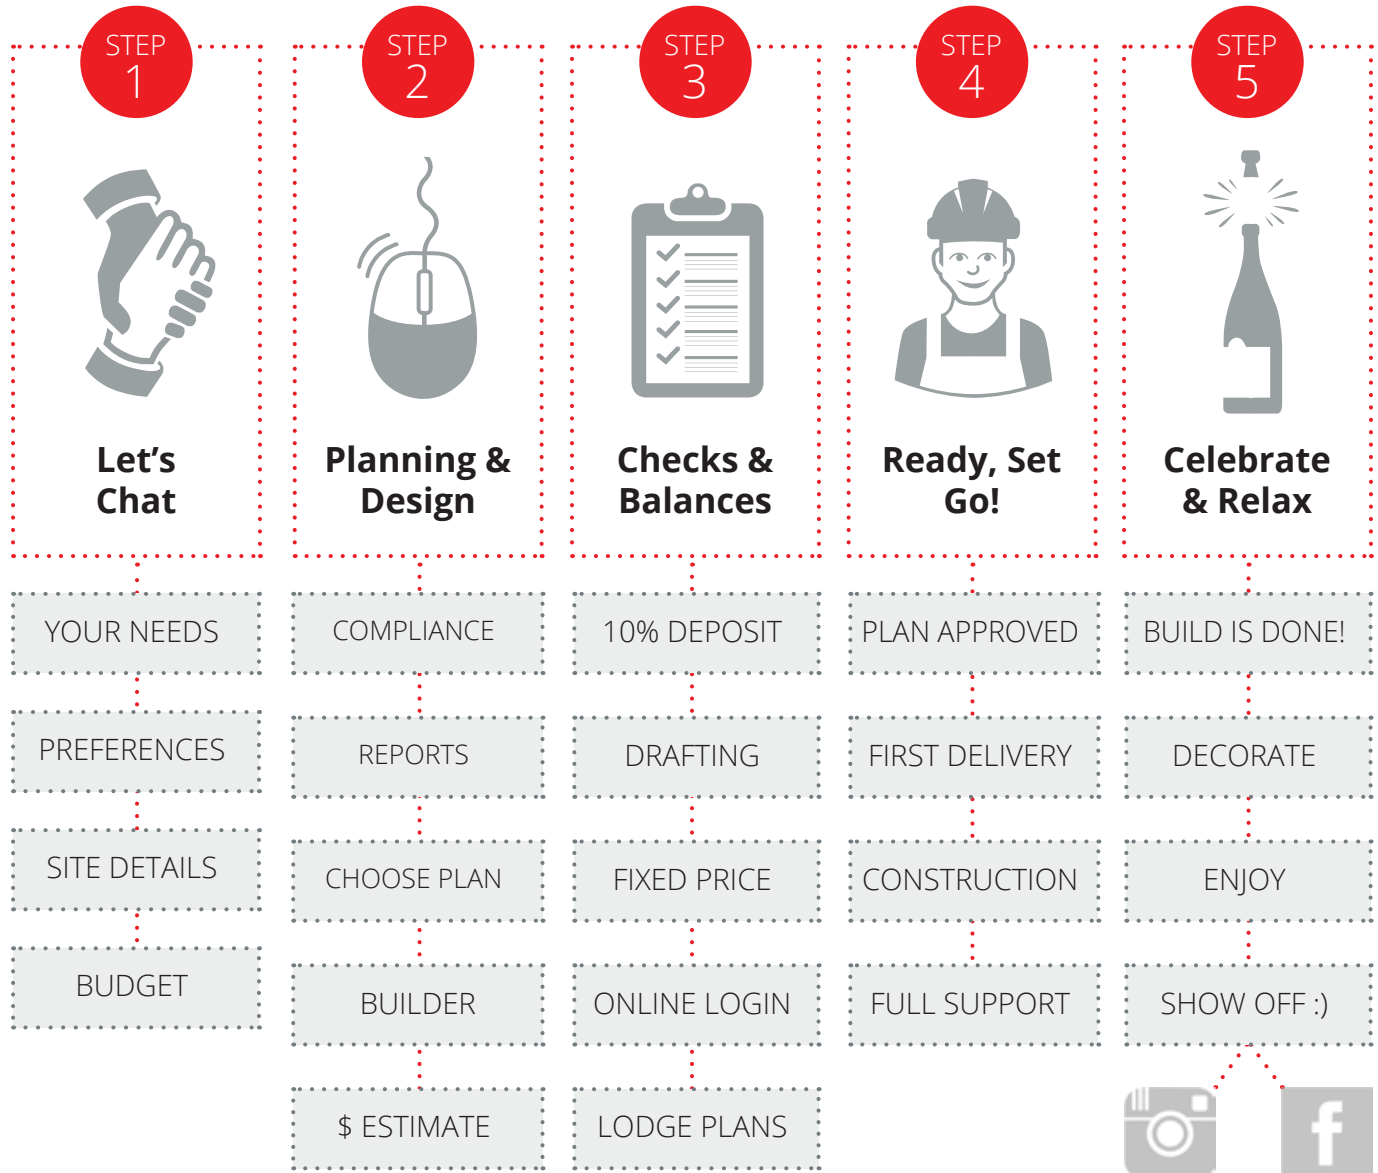 STEP
1
Let’s
Chat
YOUR NEEDS
PREFERENCES
SITE DETAILS
BUDGET
STEP
2
Planning &
Design
COMPLIANCE
REPORTS
CHOOSE PLAN
BUILDER
$ ESTIMATE
STEP
3
Checks &
Balances
10% DEPOSIT
DRAFTING
FIXED PRICE
ONLINE LOGIN
LODGE PLANS
STEP
4
Ready, Set
Go!
PLAN APPROVED
FIRST DELIVERY
CONSTRUCTION
FULL SUPPORT
STEP
5
Celebrate
& Relax
BUILD IS DONE!
DECORATE
ENJOY
SHOW OFF :)
f